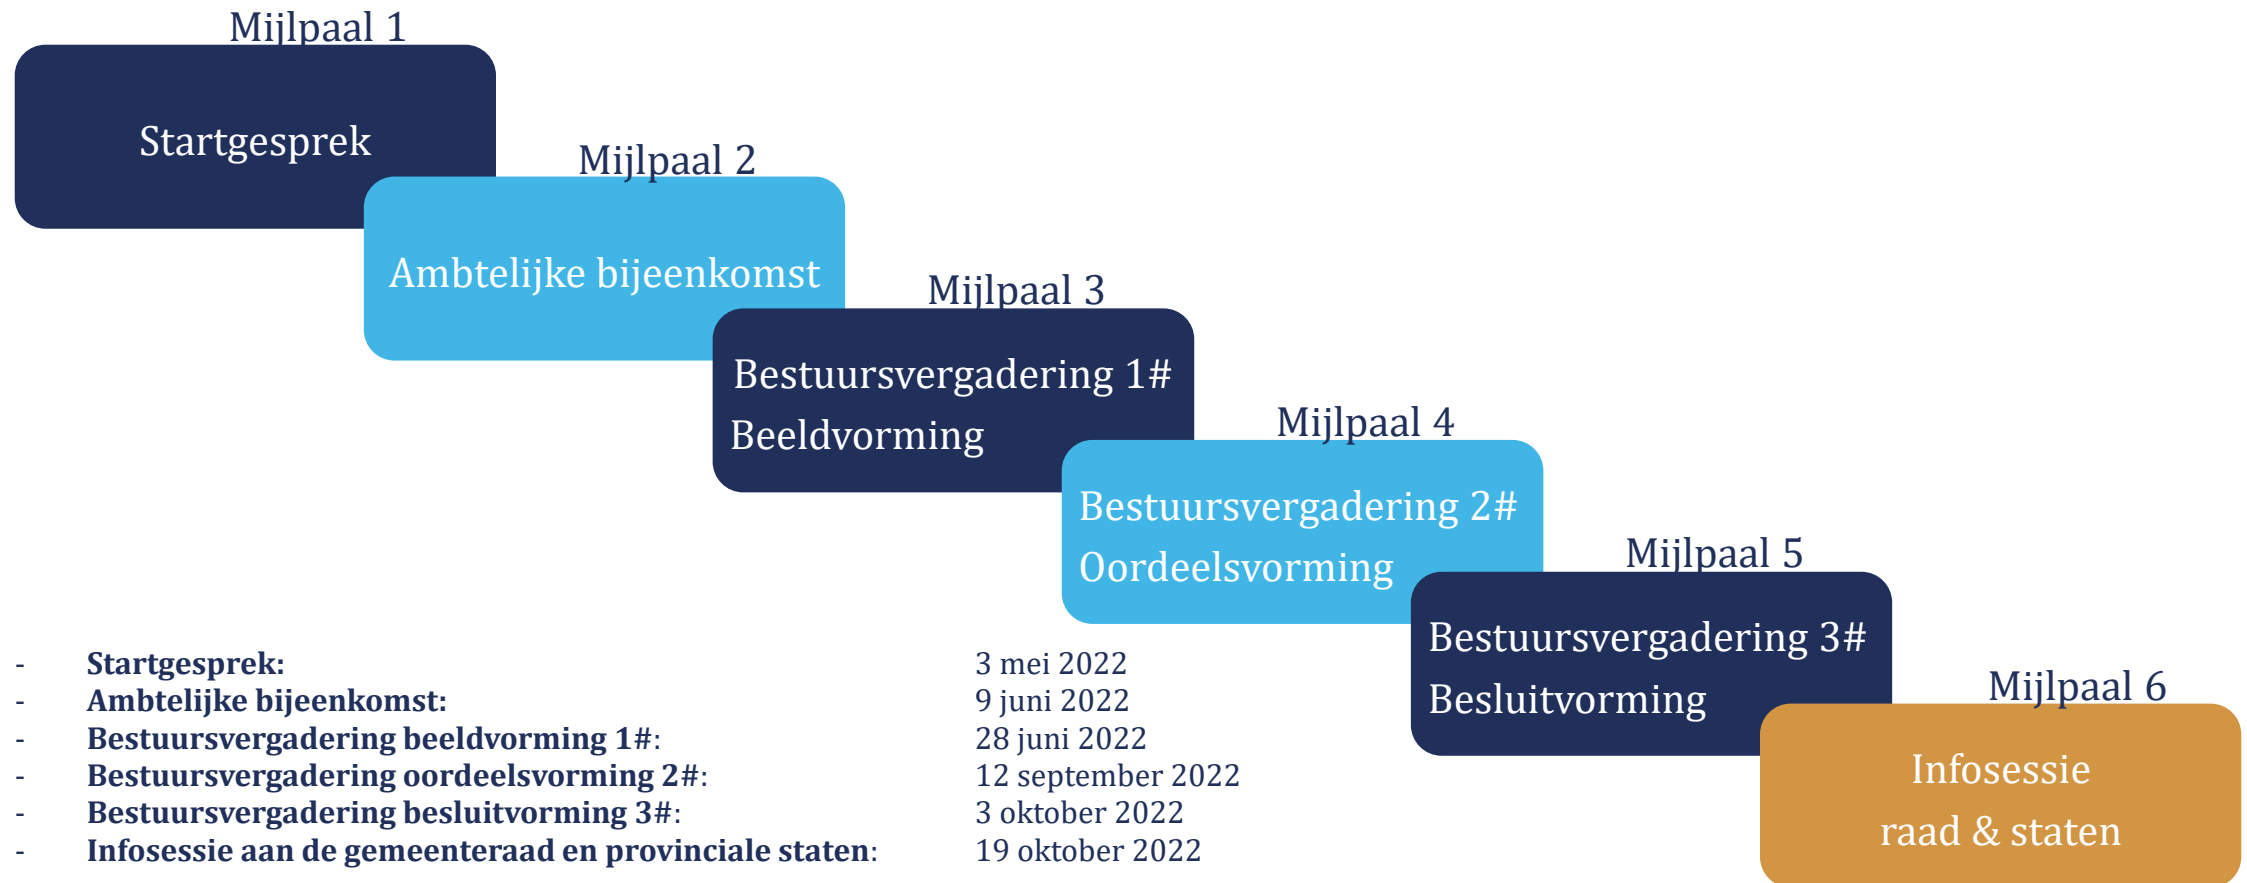 Mijlpaal 1
Startgesprek
Mijlpaal 2
Ambtelijke bijeenkomst
Mijlpaal 3
Bestuursvergadering 1#
Beeldvorming
Mijlpaal 4
Bestuursvergadering 2#
Oordeelsvorming
Mijlpaal 5
Bestuursvergadering 3#
Besluitvorming
Mijlpaal 6
Infosessie
raad & staten
- Startgesprek: 3 mei 2022
- Ambtelijke bijeenkomst: 9 juni 2022
- Bestuursvergadering beeldvorming 1#: 28 juni 2022
- Bestuursvergadering oordeelsvorming 2#: 12 september 2022
- Bestuursvergadering besluitvorming 3#: 3 oktober 2022
- Infosessie aan de gemeenteraad en provinciale staten: 19 oktober 2022